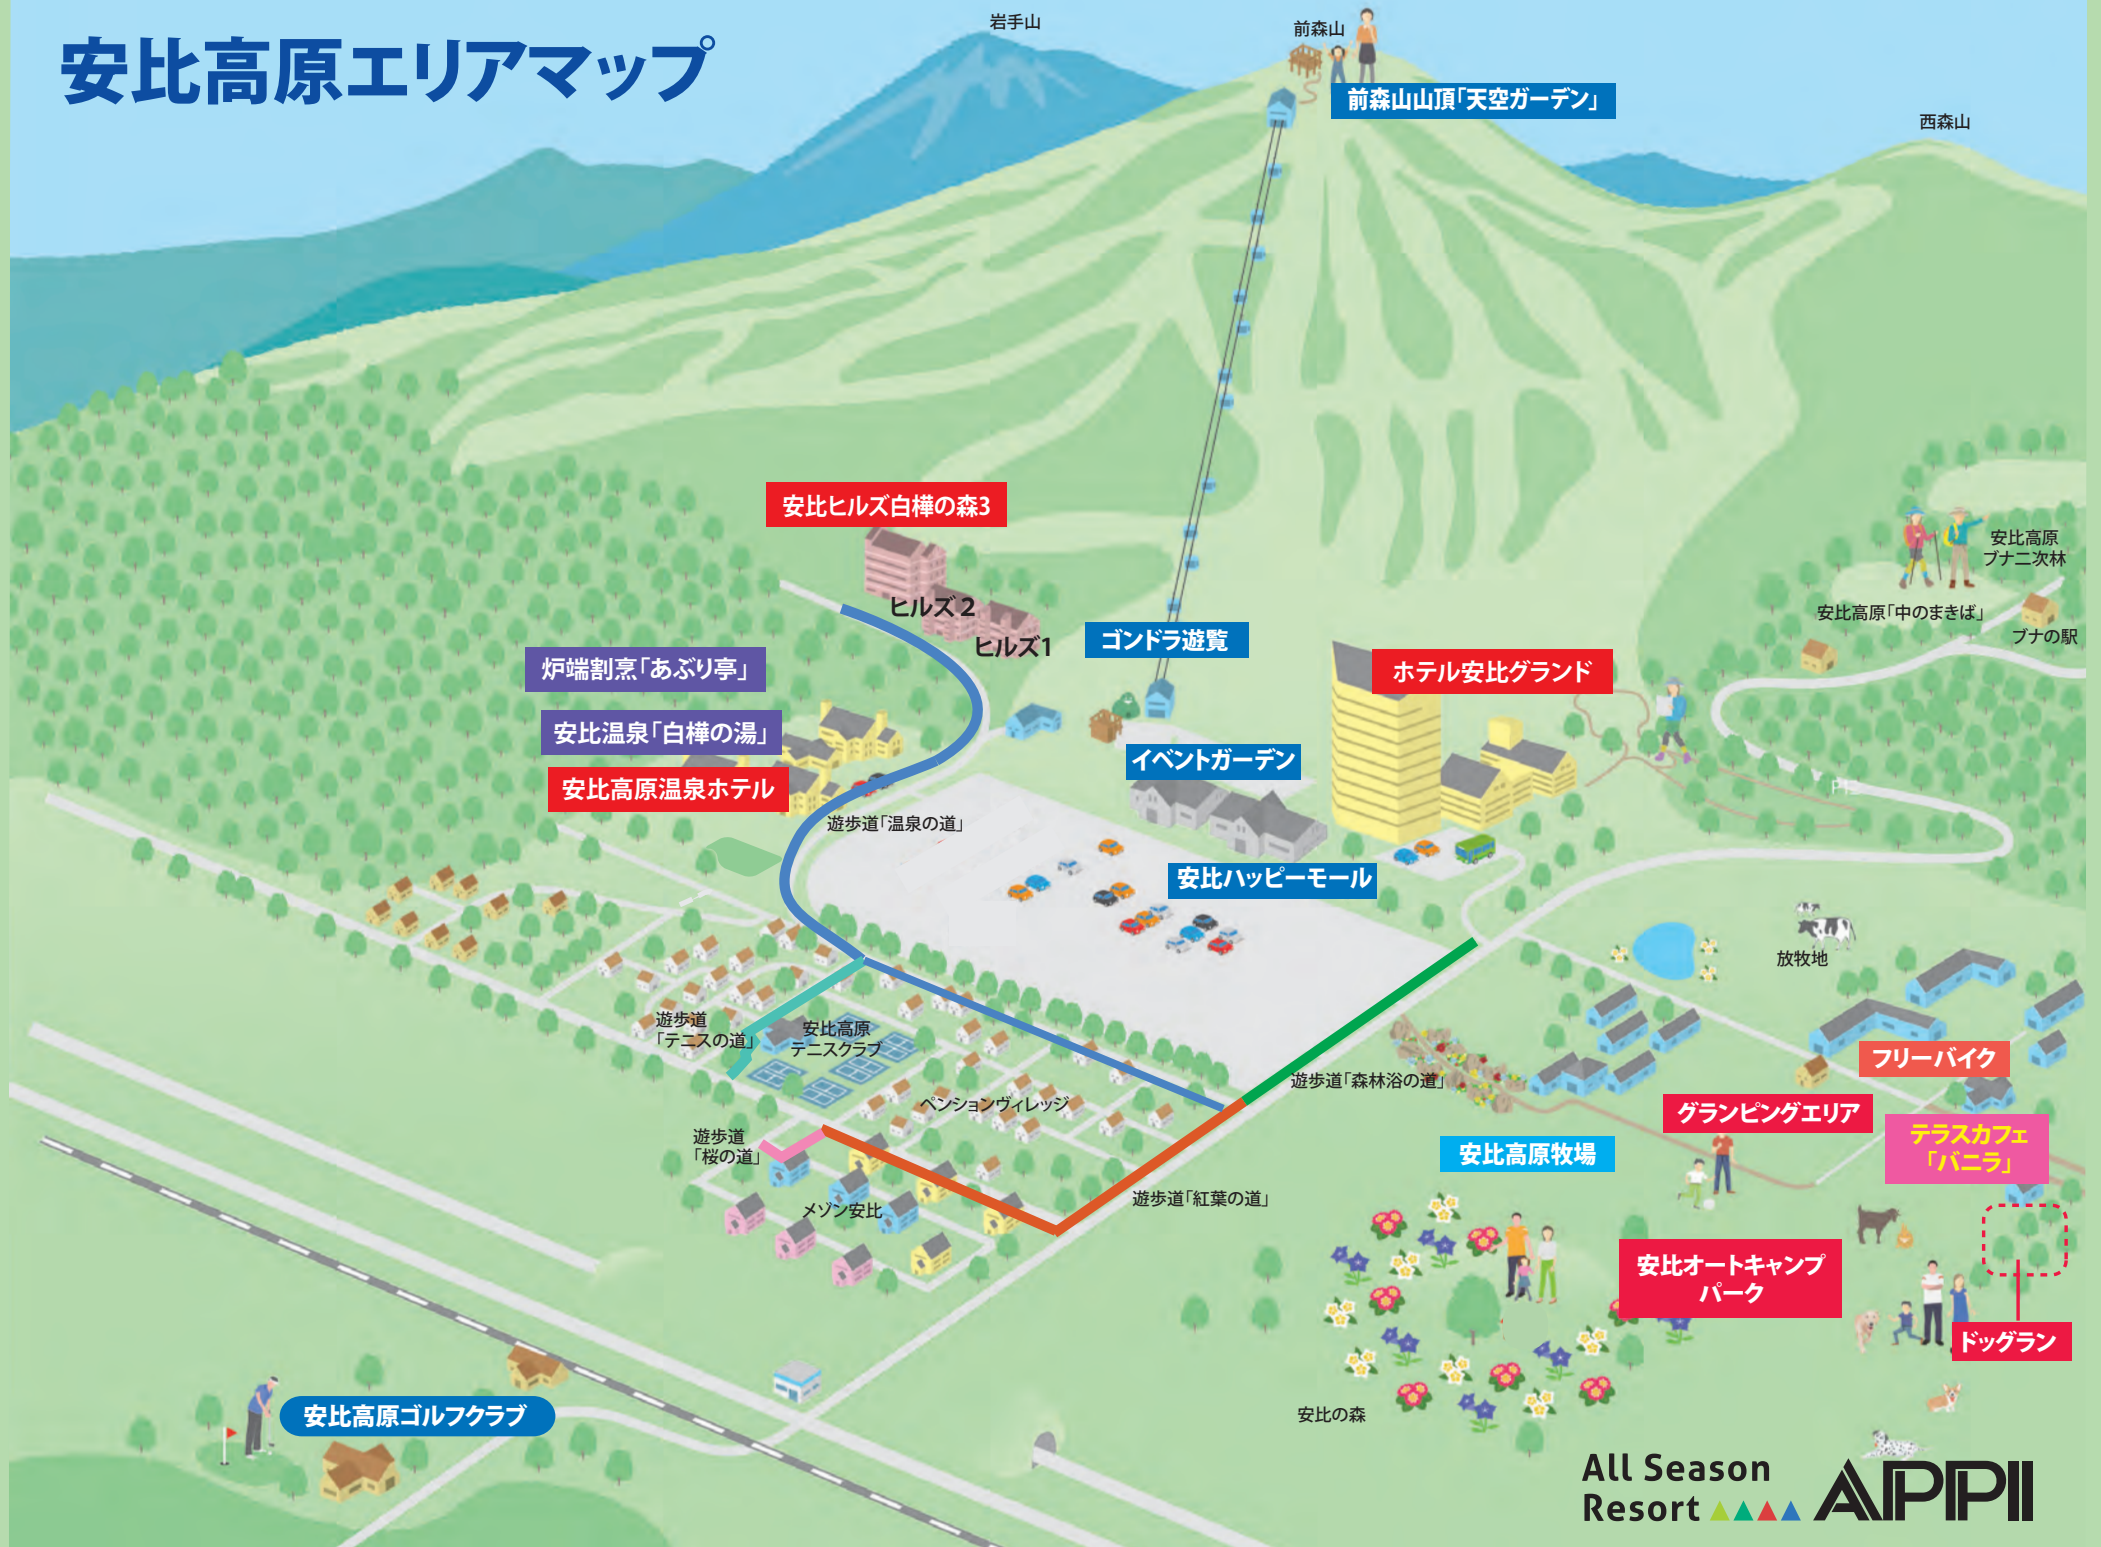 安比高原エリアマップ
岩手山
前森山
前森山山頂「天空ガーデン」
西森山
安比ヒルズ白樺の森3
ヒルズ2
ヒルズ1
安比高原
ブナ二次林
安比高原「中のまきば」
ブナの駅
ゴンドラ遊覧
ホテル安比グランド
炉端割烹「あぶり亭」
安比温泉「白樺の湯」
安比高原温泉ホテル
イベントガーデン
遊歩道「温泉の道」
安比ハッピーモール
放牧地
遊歩道
「テニスの道」
安比高原
テニスクラブ
フリーバイク
遊歩道「森林浴の道」
ペンションヴィレッジ
グランピングエリア
テラスカフェ
「バニラ」
遊歩道
「桜の道」
安比高原牧場
遊歩道「紅葉の道」
メゾン安比
安比オートキャンプ
パーク
ドッグラン
安比高原ゴルフクラブ
安比の森
All Season
Resort
APPI